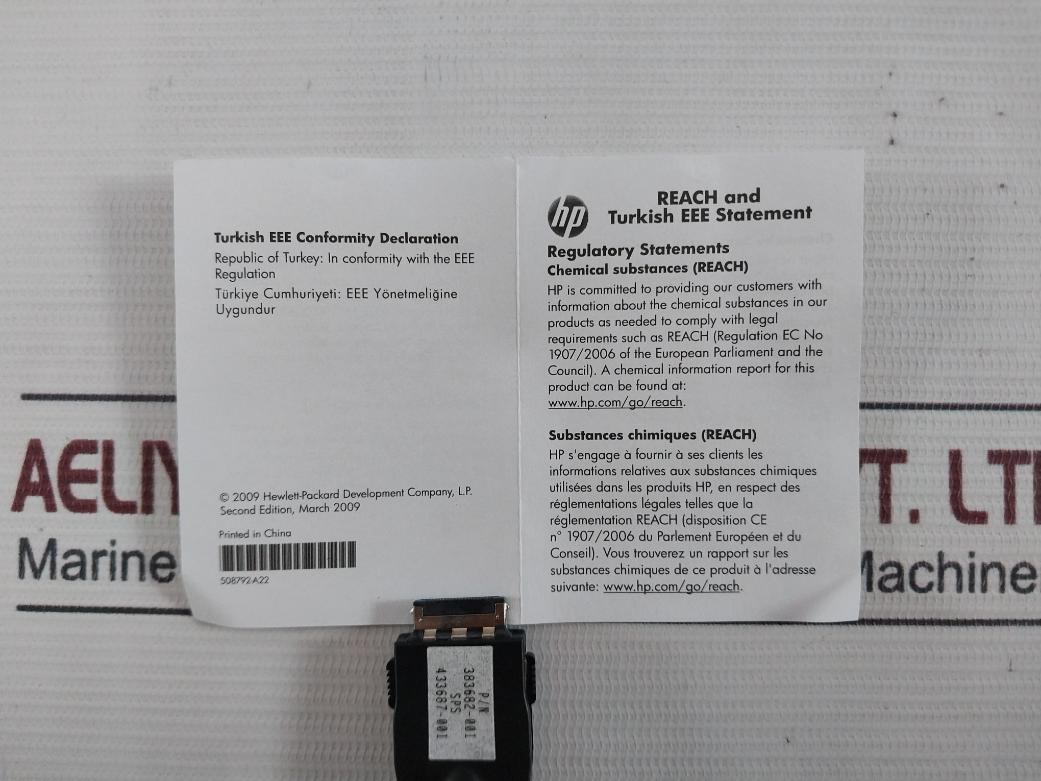 Turkish EEE Conformity Declaration
Republic of Turkey: In conformity with the EEE
Regulation
Türkiye Cumhuriyeti: EEE Yönetmeliğine
Uygundur
© 2009 Hewlett-Packard Development Company, L.P.
Second Edition, March 2009
Printed in China
508792-A22
hp
REACH and
Turkish EEE Statement
Regulatory Statements
Chemical substances (REACH)
HP is committed to providing our customers with
information about the chemical substances in our
products as needed to comply with legal
requirements such as REACH (Regulation EC No
1907/2006 of the European Parliament and the
Council). A chemical information report for this
product can be found at:
www.hp.com/go/reach.
Substances chimiques (REACH)
HP s'engage à fournir à ses clients les
informations relatives aux substances chimiques
utilisées dans les produits HP, en respect des
réglementations légales telles que la
réglementation REACH (disposition CE
n° 1907/2006 du Parlement Européen et du
Conseil). Vous trouverez un rapport sur les
substances chimiques de ce produit à l'adresse
suivante: www.hp.com/go/reach.
T. LT
Marine
Machine
P/N
383682-001
SPS
433687-001